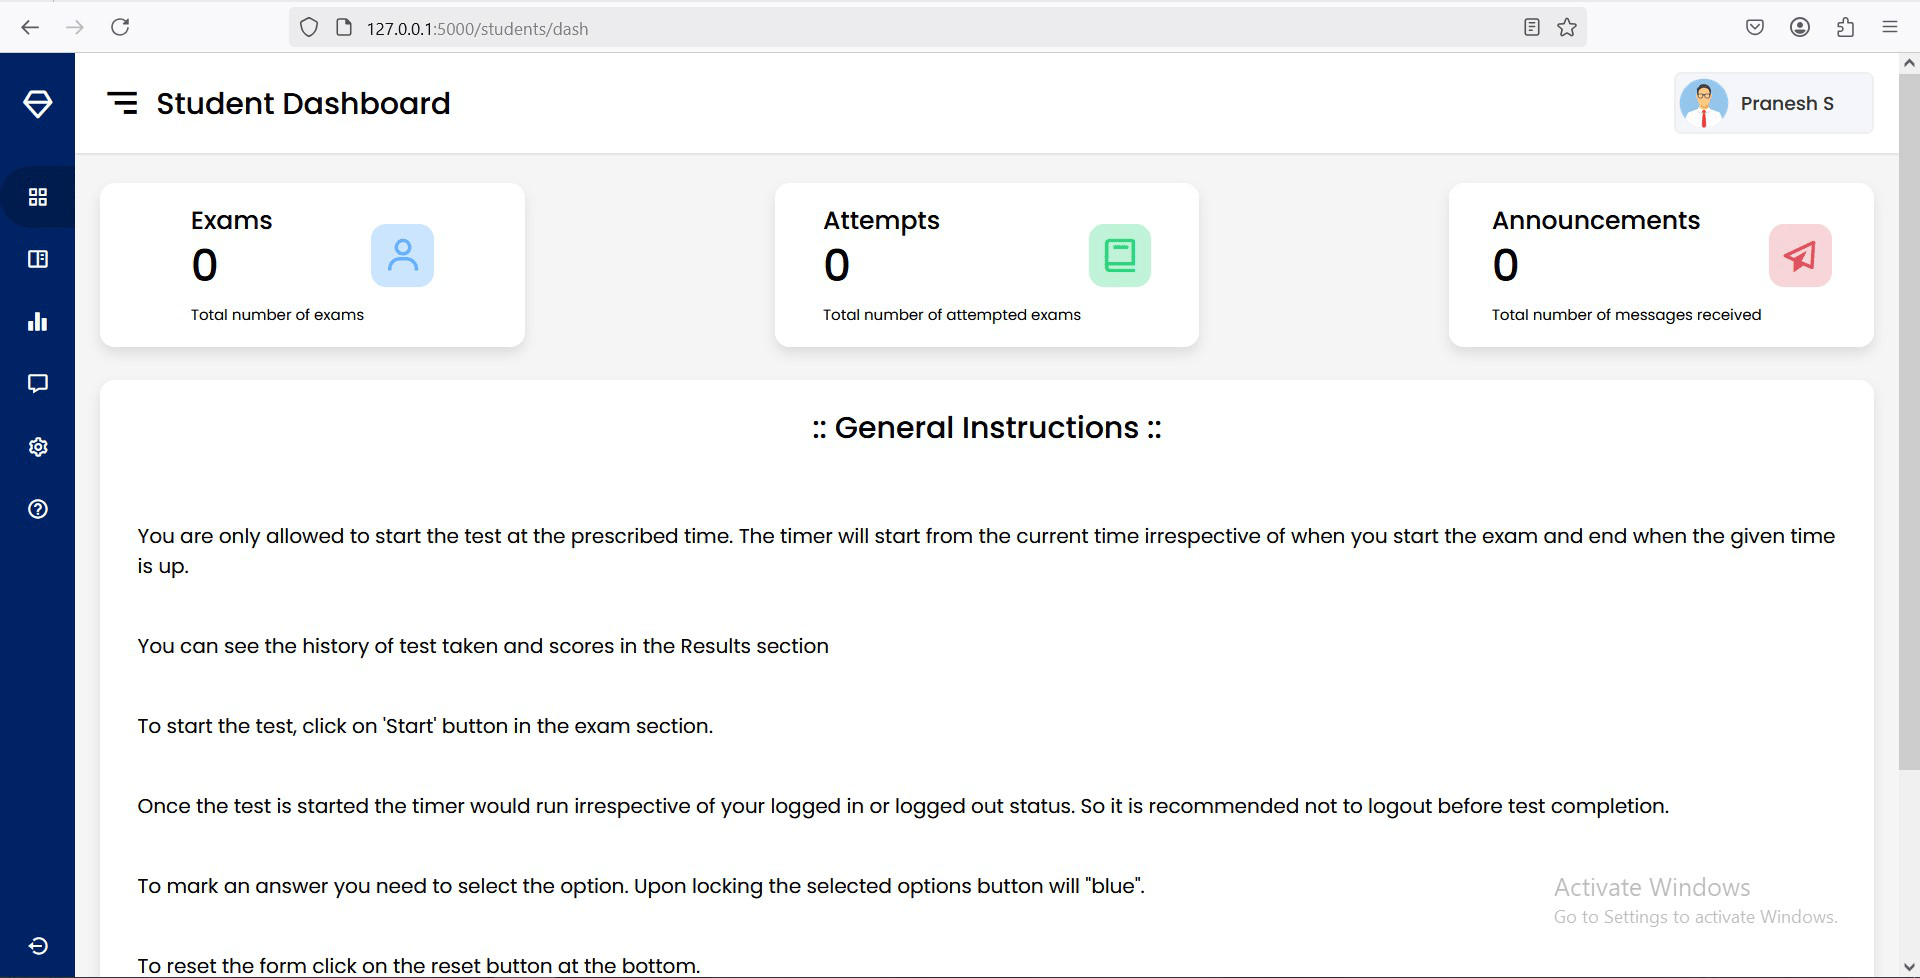 127.0.0.1:5000/students/dash
Student Dashboard
Pranesh S
Exams
0
Total number of exams
Attempts
0
Total number of attempted exams
Announcements
0
Total number of messages received
:: General Instructions ::
You are only allowed to start the test at the prescribed time. The timer will start from the current time irrespective of when you start the exam and end when the given time
is up.
You can see the history of test taken and scores in the Results section
To start the test, click on 'Start' button in the exam section.
Once the test is started the timer would run irrespective of your logged in or logged out status. So it is recommended not to logout before test completion.
To mark an answer you need to select the option. Upon locking the selected options button will "blue".
To reset the form click on the reset button at the bottom.
Activate Windows
Go to Settings to activate Windows.